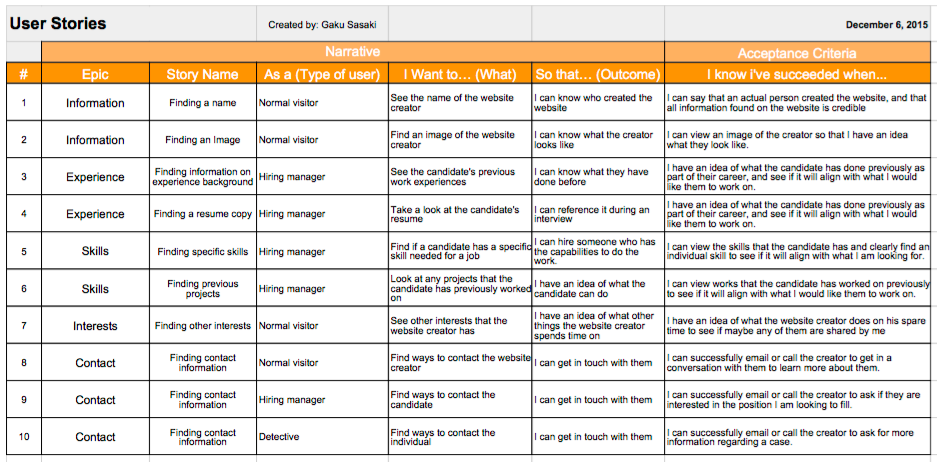 User Stories Created by: Gaku Sasaki December 6, 2015
Narrative Acceptance Criteria
# Epic Story Name As a (Type of user) I Want to... (What) So that... (Outcome) I know i've succeeded when...
1 Information Finding a name Normal visitor
See the name of the website
creator
I can know who created the
website
I can say that an actual person created the website, and that
all information found on the website is credible
2 Information Finding an Image Normal visitor
Find an image of the website
creator
I can know what the creator
looks like
I can view an image of the creator so that I have an idea
what they look like.
3 Experience
Finding information on
experience background
Hiring manager
See the candidate's previous
work experiences
I can know what they have
done before
I have an idea of what the candidate has done previously as
part of their career, and see if it will align with what I would
like them to work on.
4 Experience Finding a resume copy Hiring manager
Take a look at the candidate's
resume
I can reference it during an
interview
I have an idea of what the candidate has done previously as
part of their career, and see if it will align with what I would
like them to work on.
5 Skills Finding specific skills Hiring manager
Find if a candidate has a specific
skill needed for a job
I can hire someone who has
the capabilities to do the
work.
I can view the skills that the candidate has and clearly find an
individual skill to see if it will align with what I am looking for.
6 Skills
Finding previous
projects
Hiring manager
Look at any projects that the
candidate has previously worked
on
I have an idea of what the
candidate can do
I can view works that the candidate has worked on previously
to see if it will align with what I would like them to work on.
7 Interests Finding other interests Normal visitor
See other interests that the
website creator has
I have an idea of what other
things the website creator
spends time on
I have an idea of what the website creator does on his spare
time to see if maybe any of them are shared by me
8 Contact
Finding contact
information
Normal visitor
Find ways to contact the website
creator
I can get in touch with them
I can successfully email or call the creator to get in a
conversation with them to learn more about them.
9 Contact
Finding contact
information
Hiring manager
Find ways to contact the
candidate
I can get in touch with them
I can successfully email or call the creator to ask if they are
interested in the position I am looking to fill.
10 Contact
Finding contact
information
Detective
Find ways to contact the
individual
I can get in touch with them
I can successfully email or call the creator to ask for more
information regarding a case.